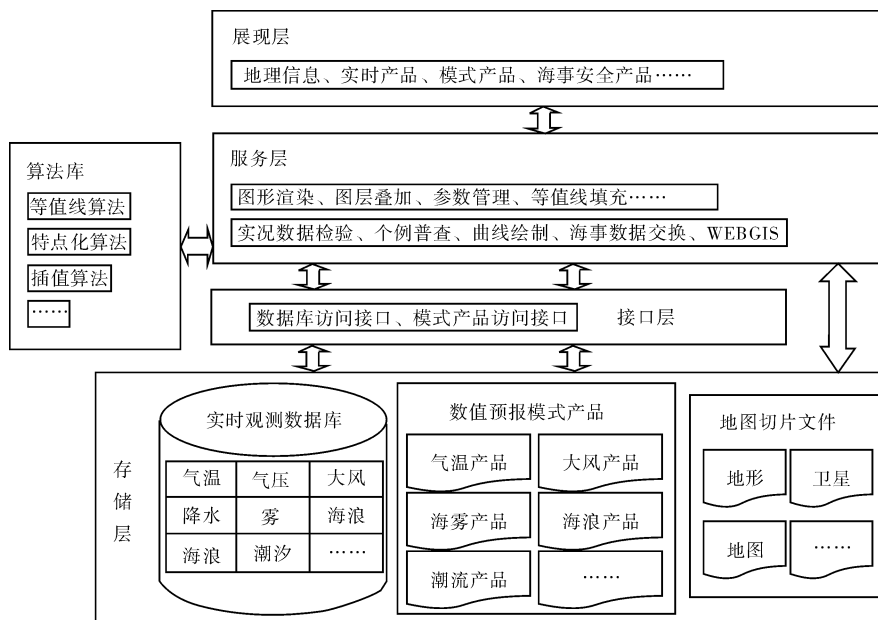 展现层
地理信息、实时产品、模式产品、海事安全产品……
算法库
等值线算法
特点化算法
插值算法
……
服务层
图形渲染、图层叠加、参数管理、等值线填充……
实况数据检验、个例普查、曲线绘制、海事数据交换、WEBGIS
数据库访问接口、模式产品访问接口
接口层
存储层
实时观测数据库
气温 气压 大风
降水 雾 海浪
海浪 潮汐 ……
数值预报模式产品
气温产品 大风产品
海雾产品 海浪产品
潮流产品 ……
地图切片文件
地形 卫星
地图 ……